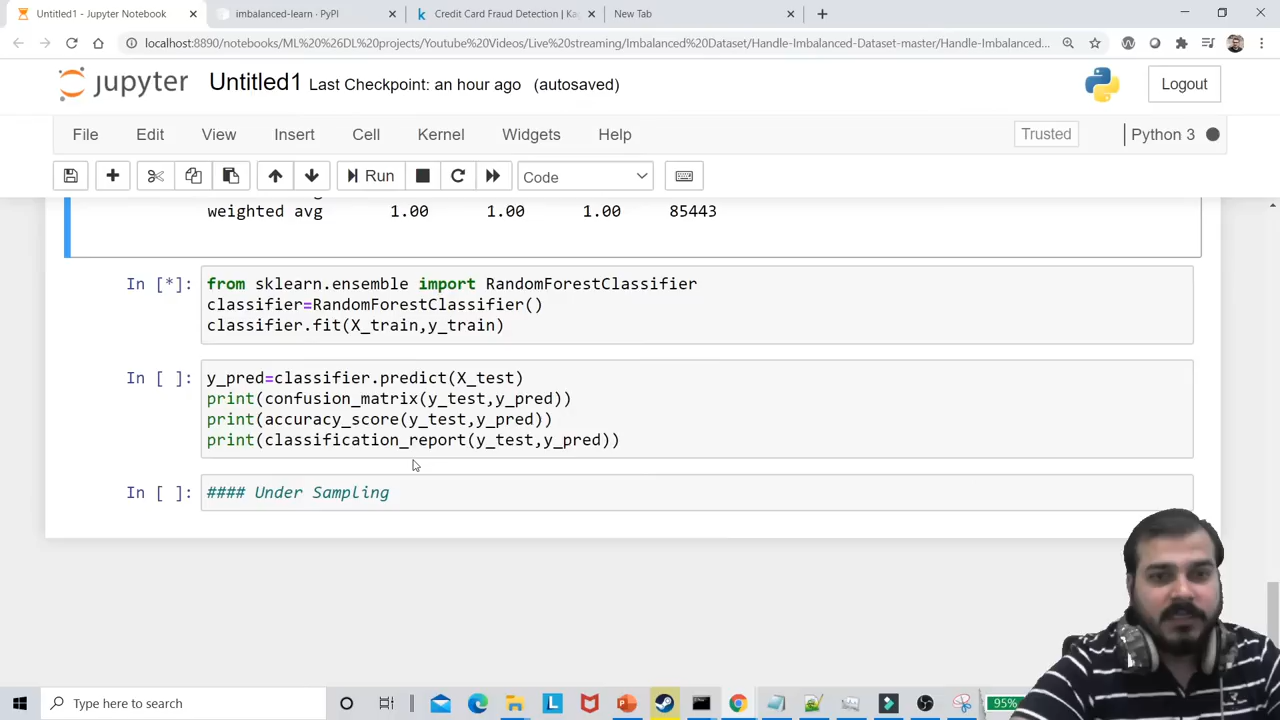 Untitled1 - Jupyter Notebook
imbalanced-learn · PyPI
Credit Card Fraud Detection | Kag
New Tab
localhost:8890/notebooks/ML%20%26%20DL%20projects/Youtube%20Videos/Live%20streaming/Imbalanced%20Dataset/Handle-Imbalanced-Dataset-master/Handle-Imbalanced...
jupyter Untitled1 Last Checkpoint: an hour ago (autosaved)
Logout
File Edit View Insert Cell Kernel Widgets Help
Trusted
Python 3
Run
Code
weighted avg 1.00 1.00 1.00 85443
In [*]: from sklearn.ensemble import RandomForestClassifier
classifier=RandomForestClassifier()
classifier.fit(X_train,y_train)
In [ ]: y_pred=classifier.predict(X_test)
print(confusion_matrix(y_test,y_pred))
print(accuracy_score(y_test,y_pred))
print(classification_report(y_test,y_pred))
In [ ]: #### Under Sampling
Type here to search
95%